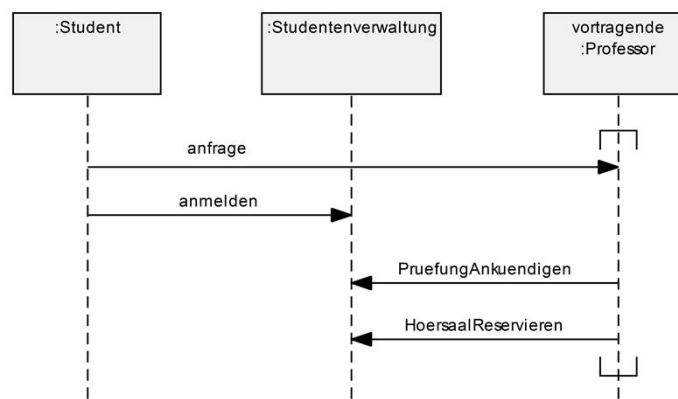 :Student
:Studentenverwaltung
vortragende
:Professor
anfrage
anmelden
PruefungAnkuendigen
HoersaalReservieren